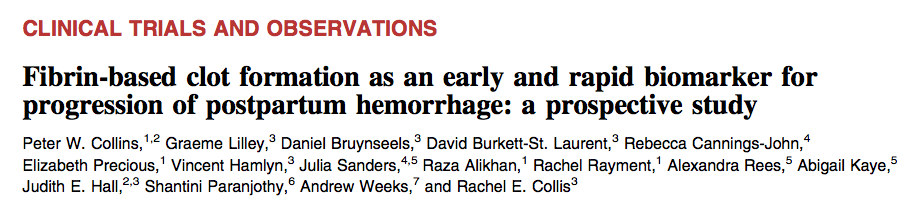 CLINICAL TRIALS AND OBSERVATIONS
Fibrin-based clot formation as an early and rapid biomarker for
progression of postpartum hemorrhage: a prospective study
Peter W. Collins,1,2 Graeme Lilley,3 Daniel Bruynseels,3 David Burkett-St. Laurent,3 Rebecca Cannings-John,4
Elizabeth Precious,1 Vincent Hamlyn,3 Julia Sanders,4,5 Raza Alikhan,1 Rachel Rayment,1 Alexandra Rees,5 Abigail Kaye,5
Judith E. Hall,2,3 Shantini Paranjothy,6 Andrew Weeks,7 and Rachel E. Collis3